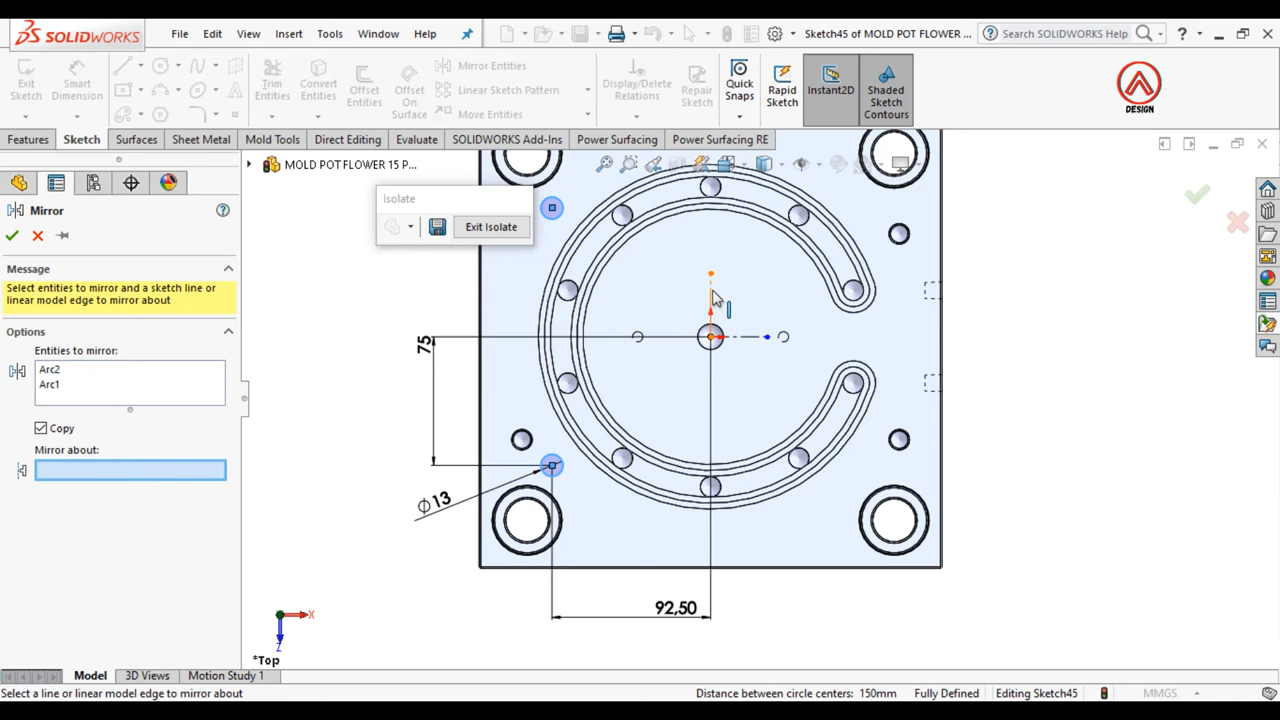 SOLIDWORKS
File
Edit
View
Insert
Tools
Window
Help
Sketch45 of MOLD POT FLOWER ...
Search SOLIDWORKS Help
?
Exit Sketch
Smart Dimension
Trim Entities
Convert Entities
Offset Entities
Offset On Surface
Mirror Entities
Linear Sketch Pattern
Move Entities
Display/Delete Relations
Repair Sketch
Quick Snaps
Rapid Sketch
Instant2D
Shaded Sketch Contours
DESIGN
Features
Sketch
Surfaces
Sheet Metal
Mold Tools
Direct Editing
Evaluate
SOLIDWORKS Add-Ins
Power Surfacing
Power Surfacing RE
MOLD POT FLOWER 15 P...
Mirror
Message
Select entities to mirror and a sketch line or
linear model edge to mirror about
Options
Entities to mirror:
Arc2
Arc1
Copy
Mirror about:
Isolate
Exit Isolate
75
Φ13
92,50
X
Z
*Top
Model
3D Views
Motion Study 1
Select a line or linear model edge to mirror about
Distance between circle centers: 150mm
Fully Defined
Editing Sketch45
MMGS